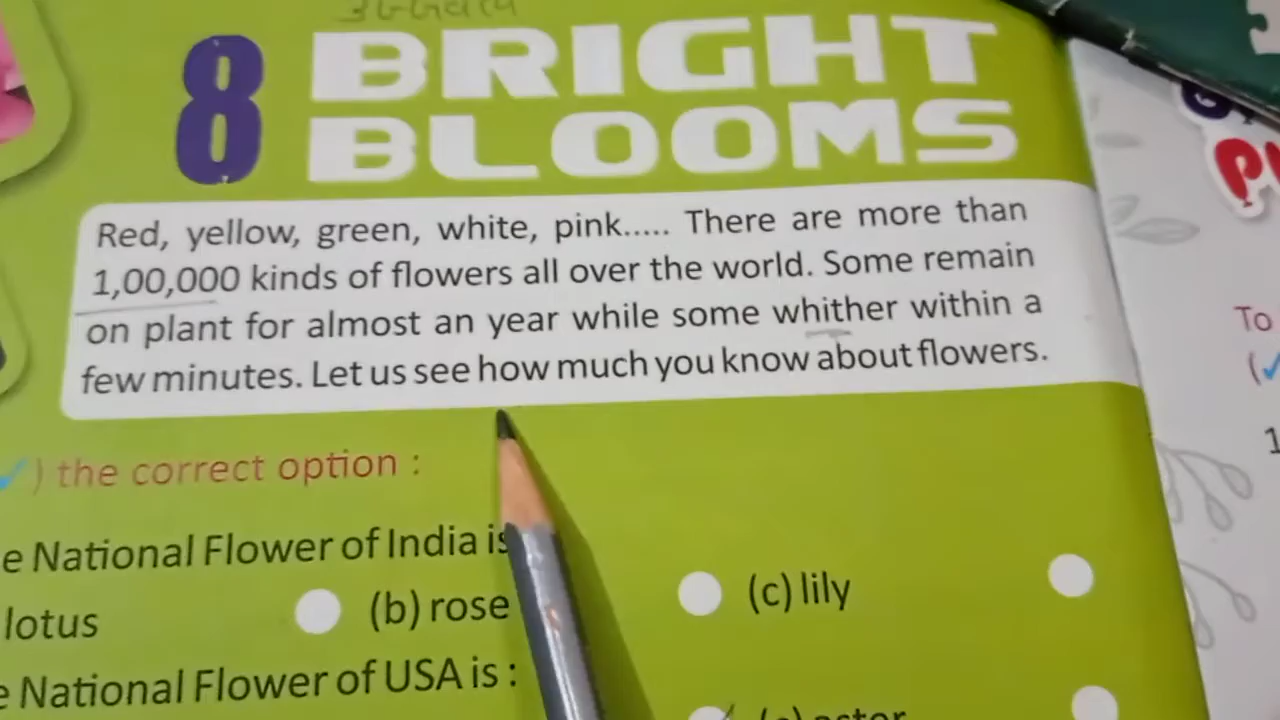 8 BRIGHT
BLOOMS
Red, yellow, green, white, pink..... There are more than
1,00,000 kinds of flowers all over the world. Some remain
on plant for almost an year while some whither within a
few minutes. Let us see how much you know about flowers.
✓) the correct option :
e National Flower of India is
lotus (b) rose (c) lily
e National Flower of USA is :
To
(✓
1